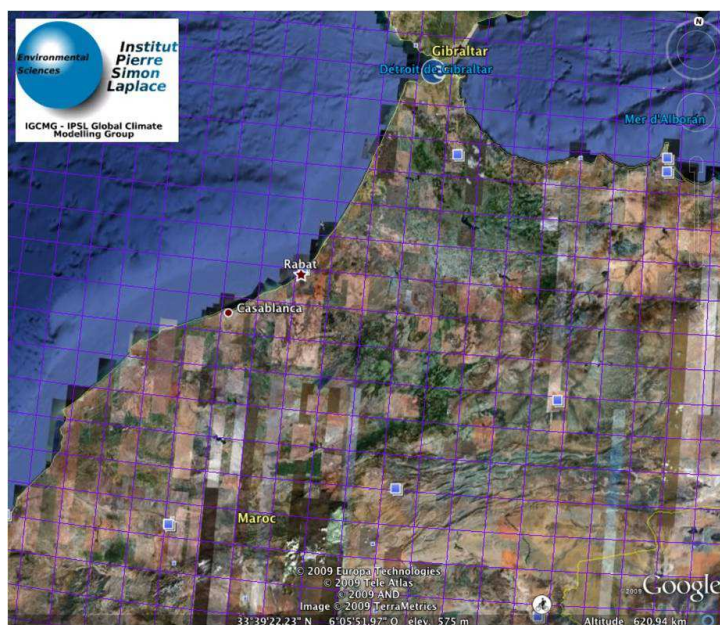 Environmental
Sciences
Institut
Pierre
Simon
Laplace
IGCMG - IPSL Global Climate
Modelling Group
N
Gibraltar
Détroit de Gibraltar
Mer d'Alborán
Rabat
Casablanca
Maroc
© 2009 Europa Technologies
© 2009 Tele Atlas
© 2009 AND
Image © 2009 TerraMetrics
©2009 Google
33°39'22.23" N 6°05'51.97" O elev. 575 m
Altitude 620.94 km